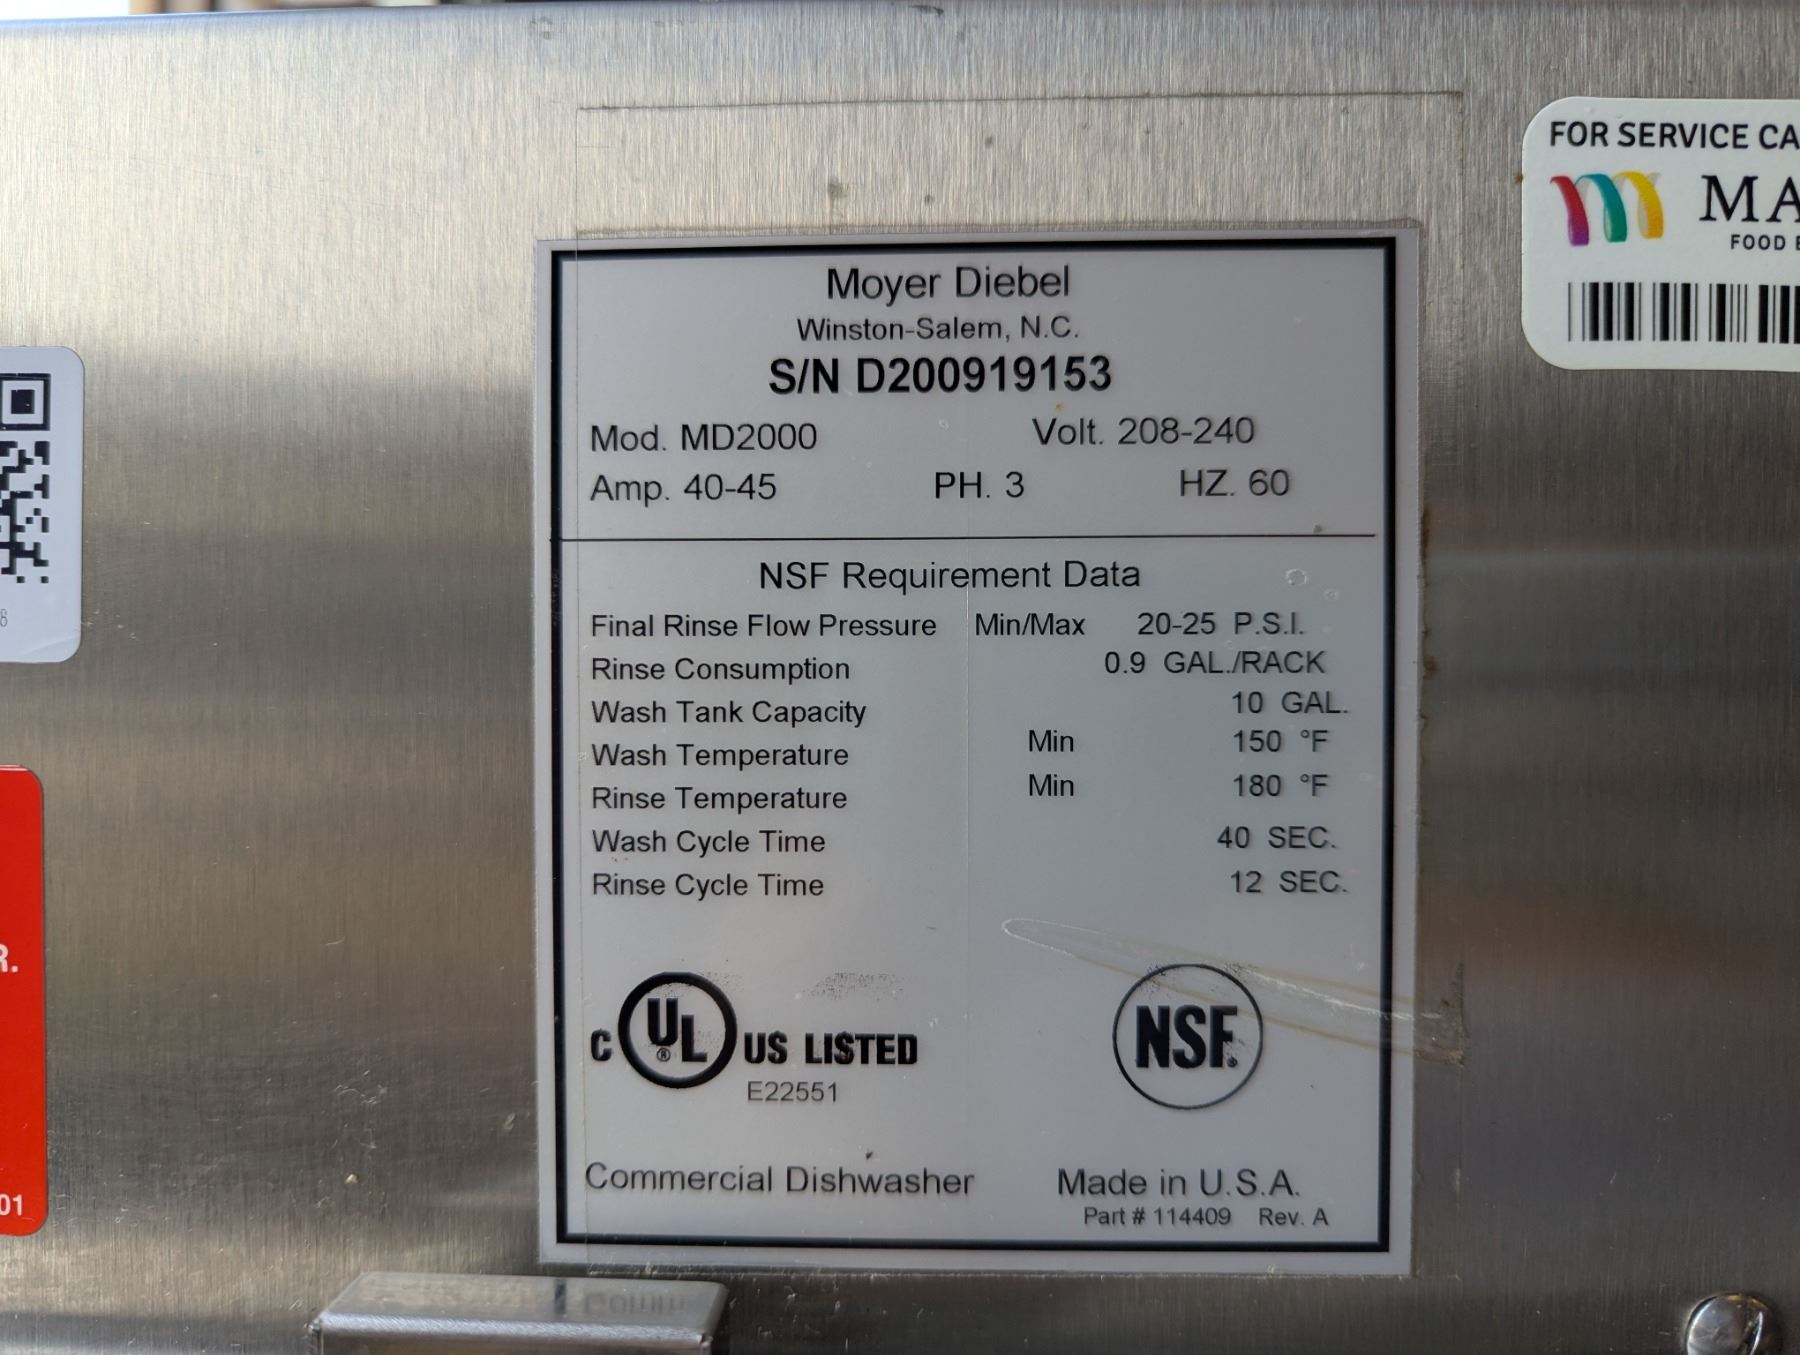 FOR SERVICE CA
MA
FOOD
Moyer Diebel
Winston-Salem, N.C.
S/N D200919153
Mod. MD2000 Volt. 208-240
Amp. 40-45 PH. 3 HZ. 60
NSF Requirement Data
Final Rinse Flow Pressure Min/Max 20-25 P.S.I.
Rinse Consumption 0.9 GAL./RACK
Wash Tank Capacity 10 GAL.
Wash Temperature Min 150 °F
Rinse Temperature Min 180 °F
Wash Cycle Time 40 SEC.
Rinse Cycle Time 12 SEC.
C UL ® US LISTED
E22551
NSF.
Commercial Dishwasher Made in U.S.A.
Part # 114409 Rev. A
8
R.
01